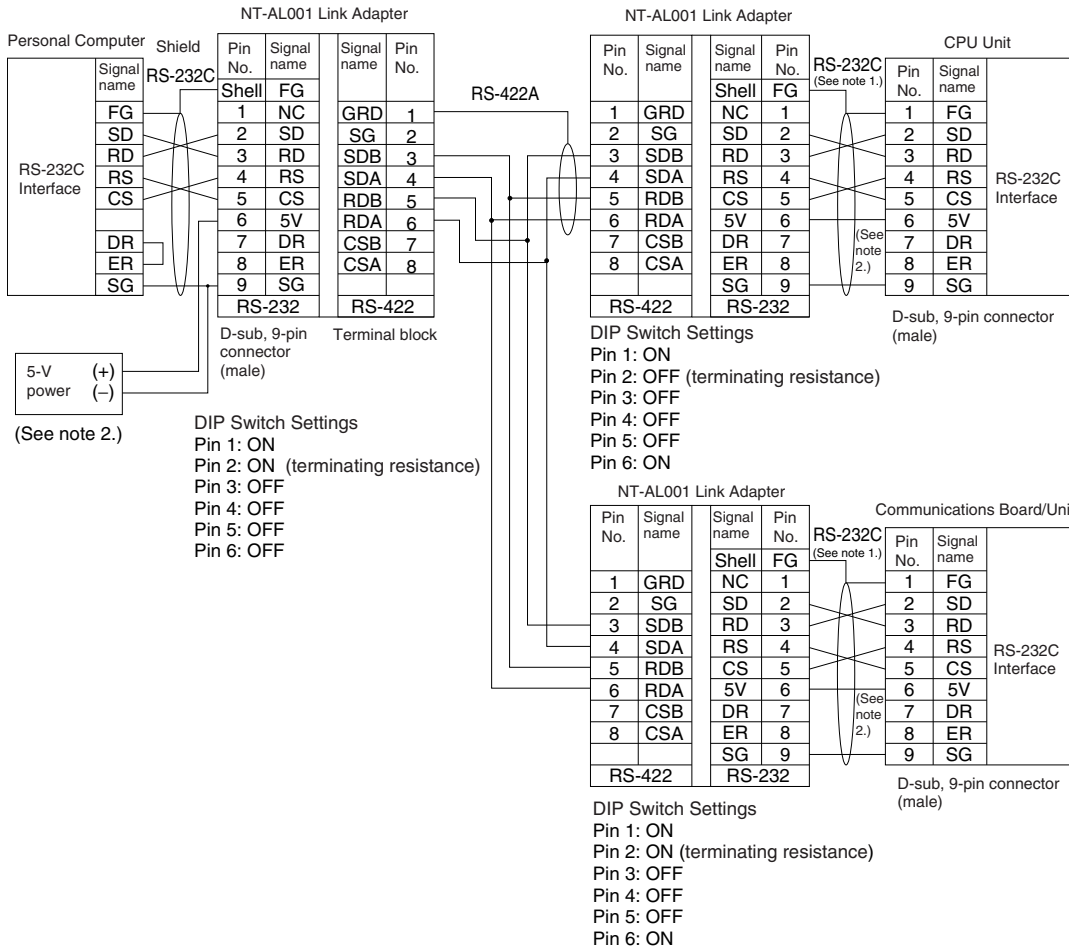 NT-AL001 Link Adapter
Personal Computer
Shield
RS-232C
Signal name
FG
SD
RD
RS
CS
DR
ER
SG
RS-232C Interface
Pin No. Signal name
Shell FG
1 NC
2 SD
3 RD
4 RS
5 CS
6 5V
7 DR
8 ER
9 SG
RS-232
D-sub, 9-pin connector (male)
Signal name Pin No.
GRD 1
SG 2
SDB 3
SDA 4
RDB 5
RDA 6
CSB 7
CSA 8
RS-422
Terminal block
5-V power (+) (–)
(See note 2.)
DIP Switch Settings
Pin 1: ON
Pin 2: ON (terminating resistance)
Pin 3: OFF
Pin 4: OFF
Pin 5: OFF
Pin 6: OFF
RS-422A
NT-AL001 Link Adapter
Pin No. Signal name
1 GRD
2 SG
3 SDB
4 SDA
5 RDB
6 RDA
7 CSB
8 CSA
RS-422
Signal name Pin No.
Shell FG
NC 1
SD 2
RD 3
RS 4
CS 5
5V 6
DR 7
ER 8
SG 9
RS-232
RS-232C
(See note 1.)
(See note 2.)
CPU Unit
Pin No. Signal name
1 FG
2 SD
3 RD
4 RS
5 CS
6 5V
7 DR
8 ER
9 SG
RS-232C Interface
D-sub, 9-pin connector (male)
DIP Switch Settings
Pin 1: ON
Pin 2: OFF (terminating resistance)
Pin 3: OFF
Pin 4: OFF
Pin 5: OFF
Pin 6: ON
NT-AL001 Link Adapter
Pin No. Signal name
1 GRD
2 SG
3 SDB
4 SDA
5 RDB
6 RDA
7 CSB
8 CSA
RS-422
Signal name Pin No.
Shell FG
NC 1
SD 2
RD 3
RS 4
CS 5
5V 6
DR 7
ER 8
SG 9
RS-232
RS-232C
(See note 1.)
(See note 2.)
Communications Board/Uni
Pin No. Signal name
1 FG
2 SD
3 RD
4 RS
5 CS
6 5V
7 DR
8 ER
9 SG
RS-232C Interface
D-sub, 9-pin connector (male)
DIP Switch Settings
Pin 1: ON
Pin 2: ON (terminating resistance)
Pin 3: OFF
Pin 4: OFF
Pin 5: OFF
Pin 6: ON